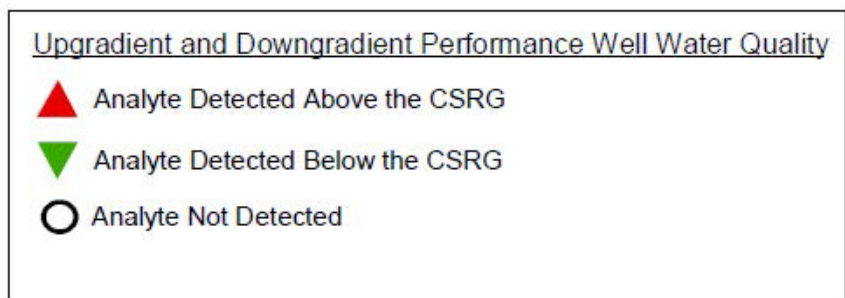 Upgradient and Downgradient Performance Well Water Quality
Analyte Detected Above the CSRG
Analyte Detected Below the CSRG
Analyte Not Detected